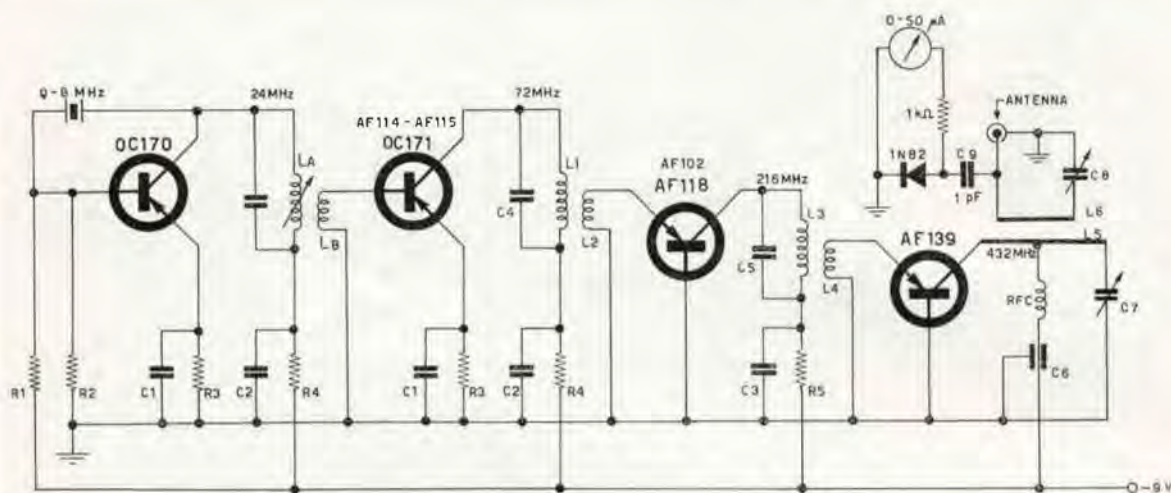 0-50 µA
Q-8 MHz
24MHz
AF114-AF115
72MHz
1kΩ
ANTENNA
OC170
OC171
AF102
AF118
1N82
C9
C8
LA
L1
216MHz
1 pF
L6
L5
C4
L3
AF139
LB
L2
C5
L4
432MHz
RFC
C7
R1
R2
C1
R3
C2
R4
C1
R3
C2
R4
C3
R5
C6
-9V